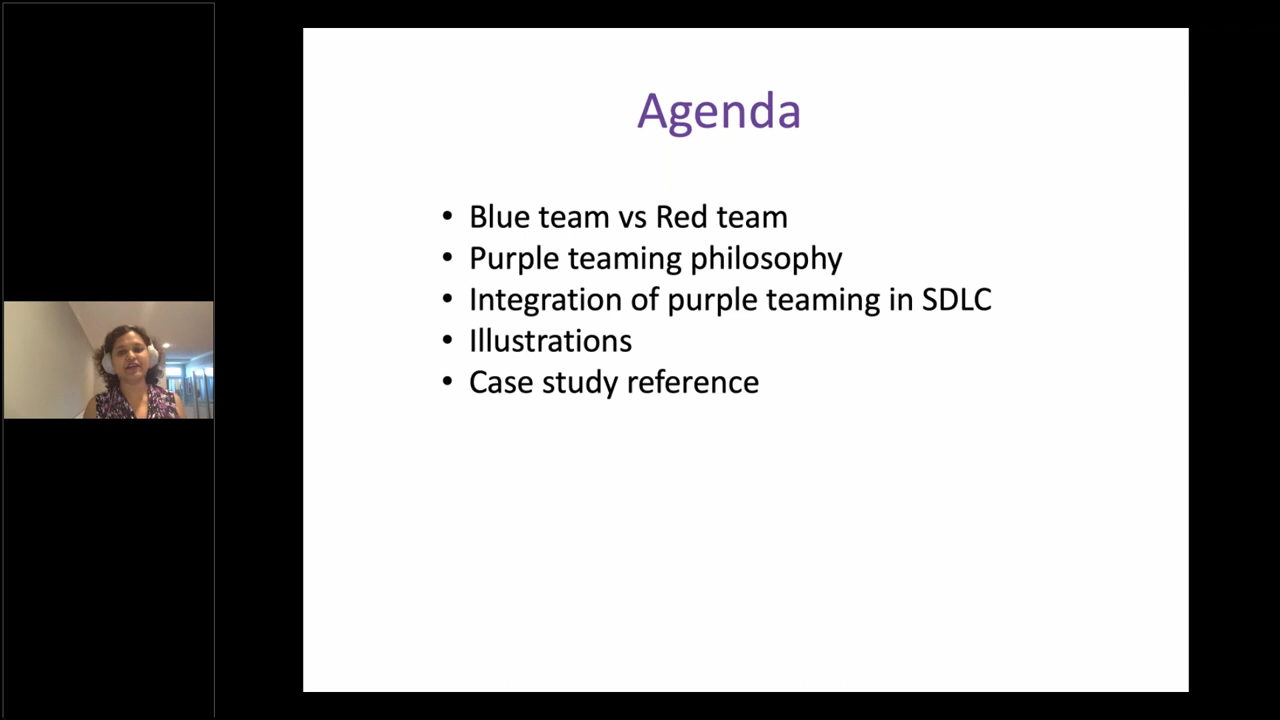 Agenda
• Blue team vs Red team
• Purple teaming philosophy
• Integration of purple teaming in SDLC
• Illustrations
• Case study reference